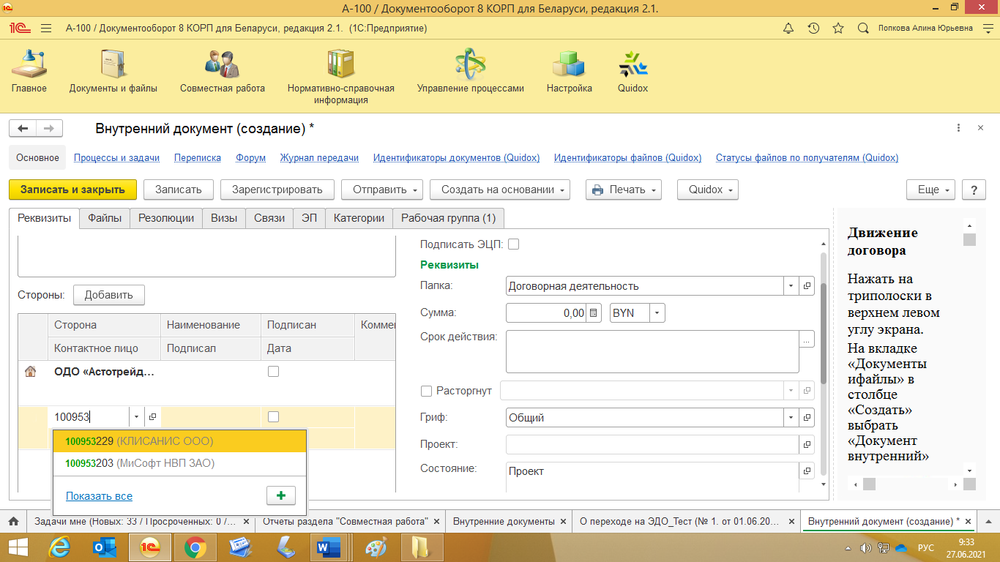 А-100 / Документооборот 8 КОРП для Беларуси, редакция 2.1.
А-100 / Документооборот 8 КОРП для Беларуси, редакция 2.1. (1С:Предприятие)
Попкова Алина Юрьевна
Главное
Документы и файлы
Совместная работа
Нормативно-справочная
информация
Управление процессами
Настройка
Quidox
Внутренний документ (создание) *
Основное Процессы и задачи Переписка Форум Журнал передачи Идентификаторы документов (Quidox) Идентификаторы файлов (Quidox) Статусы файлов по получателям (Quidox)
Записать и закрыть Записать Зарегистрировать Отправить Создать на основании Печать Quidox Еще ?
Реквизиты Файлы Резолюции Визы Связи ЭП Категории Рабочая группа (1)
Стороны: Добавить
Сторона Наименование Подписан Комме
Контактное лицо Подписал Дата
ОДО «Астотрейд...
100953
100953229 (КЛИСАНИС ООО)
100953203 (МиСофт НВП ЗАО)
Показать все
Подписать ЭЦП:
Реквизиты
Папка: Договорная деятельность
Сумма: 0,00 BYN
Срок действия: ...
Расторгнут
Гриф: Общий
Проект:
Состояние: Проект
Движение
договора
Нажать на
триполоски в
верхнем левом
углу экрана.
На вкладке
«Документы
ифайлы» в
столбце
«Создать»
выбрать
«Документ
внутренний»
Задачи мне (Новых: 33 / Просроченных: 0 /...
Отчеты раздела "Совместная работа"
Внутренние документы
О переходе на ЭДО_Тест (№ 1. от 01.06.20...
Внутренний документ (создание) *
РУС
9:33
27.06.2021